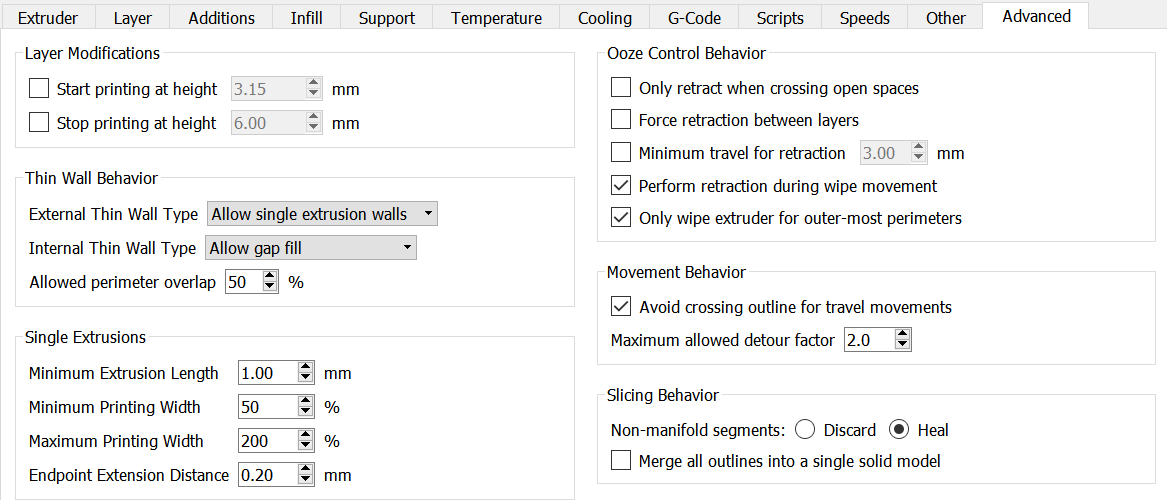 Extruder Layer Additions Infill Support Temperature Cooling G-Code Scripts Speeds Other Advanced
Layer Modifications
Start printing at height 3.15 mm
Stop printing at height 6.00 mm
Thin Wall Behavior
External Thin Wall Type Allow single extrusion walls
Internal Thin Wall Type Allow gap fill
Allowed perimeter overlap 50 %
Single Extrusions
Minimum Extrusion Length 1.00 mm
Minimum Printing Width 50 %
Maximum Printing Width 200 %
Endpoint Extension Distance 0.20 mm
Ooze Control Behavior
Only retract when crossing open spaces
Force retraction between layers
Minimum travel for retraction 3.00 mm
Perform retraction during wipe movement
Only wipe extruder for outer-most perimeters
Movement Behavior
Avoid crossing outline for travel movements
Maximum allowed detour factor 2.0
Slicing Behavior
Non-manifold segments: Discard Heal
Merge all outlines into a single solid model